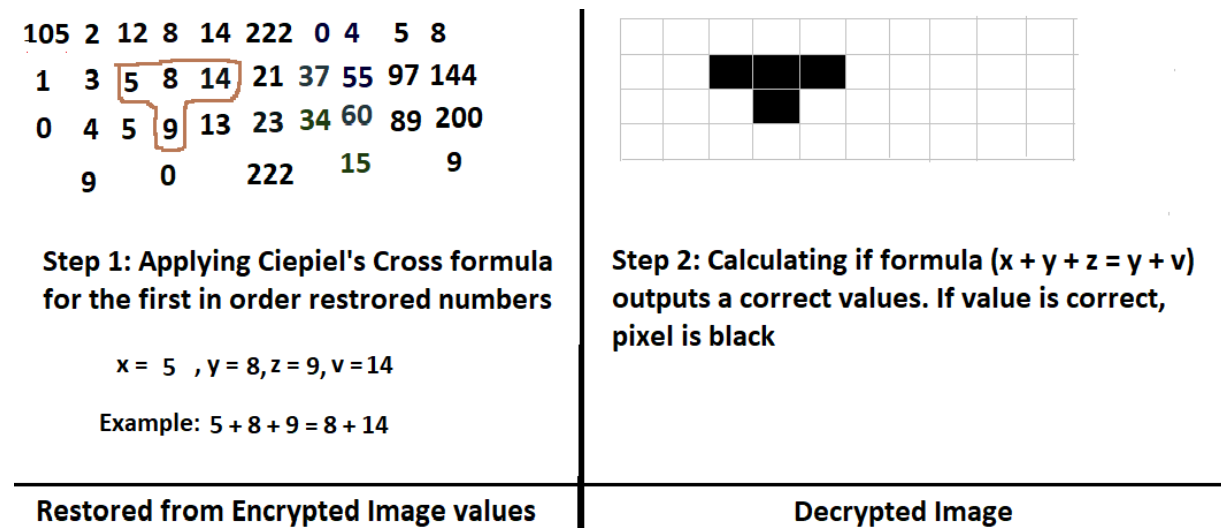 105 2 12 8 14 222 0 4 5 8
1 3 5 8 14 21 37 55 97 144
0 4 5 9 13 23 34 60 89 200
9 0 222 15 9
Step 1: Applying Ciepiel's Cross formula
for the first in order restrored numbers
x = 5 , y = 8, z = 9, v = 14
Example: 5 + 8 + 9 = 8 + 14
Restored from Encrypted Image values
Step 2: Calculating if formula (x + y + z = y + v)
outputs a correct values. If value is correct,
pixel is black
Decrypted Image